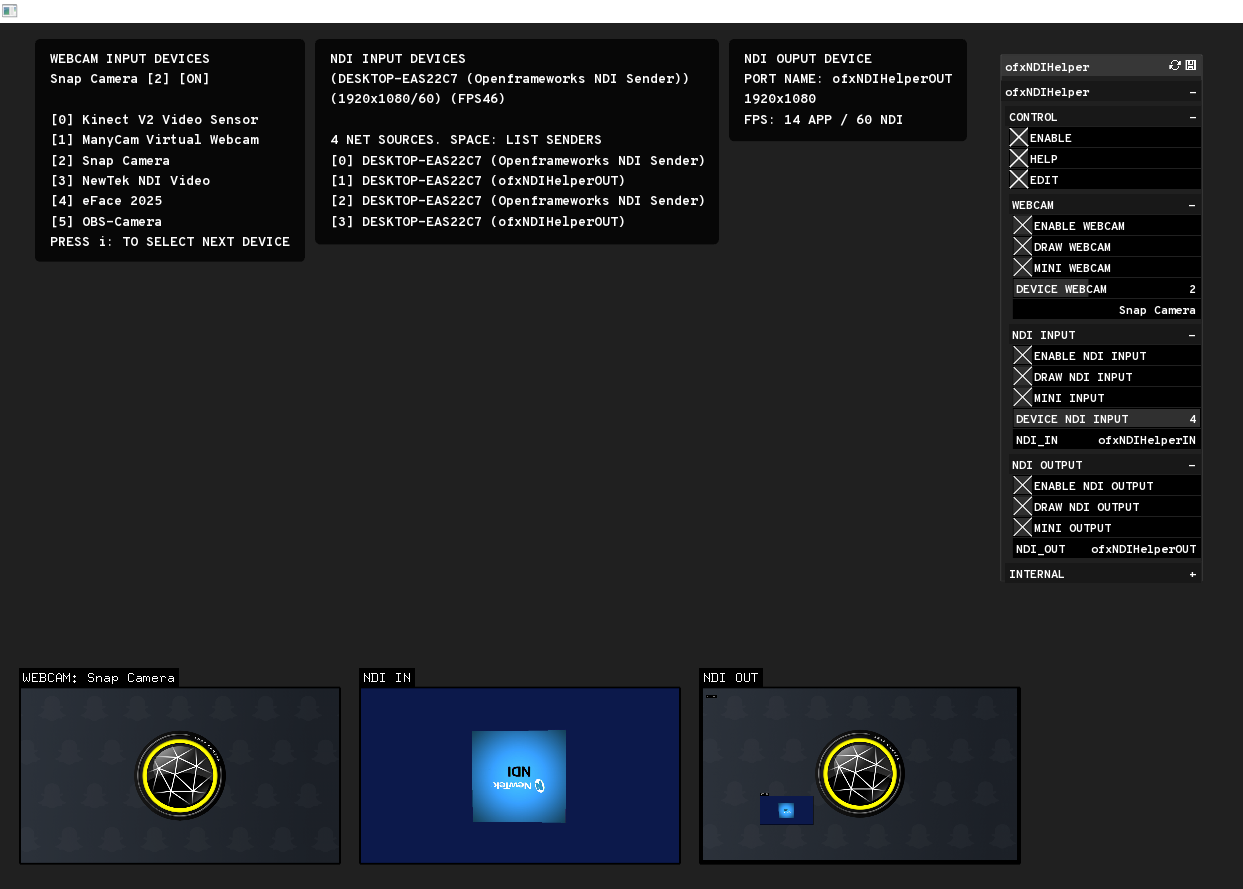 WEBCAM INPUT DEVICES
Snap Camera [2] [ON]
[0] Kinect V2 Video Sensor
[1] ManyCam Virtual Webcam
[2] Snap Camera
[3] NewTek NDI Video
[4] eFace 2025
[5] OBS-Camera
PRESS i: TO SELECT NEXT DEVICE
NDI INPUT DEVICES
(DESKTOP-EAS22C7 (Openframeworks NDI Sender))
(1920x1080/60) (FPS46)
4 NET SOURCES. SPACE: LIST SENDERS
[0] DESKTOP-EAS22C7 (Openframeworks NDI Sender)
[1] DESKTOP-EAS22C7 (ofxNDIHelperOUT)
[2] DESKTOP-EAS22C7 (Openframeworks NDI Sender)
[3] DESKTOP-EAS22C7 (ofxNDIHelperOUT)
NDI OUPUT DEVICE
PORT NAME: ofxNDIHelperOUT
1920x1080
FPS: 14 APP / 60 NDI
ofxNDIHelper
ofxNDIHelper -
CONTROL -
ENABLE
HELP
EDIT
WEBCAM -
ENABLE WEBCAM
DRAW WEBCAM
MINI WEBCAM
DEVICE WEBCAM 2
Snap Camera
NDI INPUT -
ENABLE NDI INPUT
DRAW NDI INPUT
MINI INPUT
DEVICE NDI INPUT 4
NDI_IN ofxNDIHelperIN
NDI OUTPUT -
ENABLE NDI OUTPUT
DRAW NDI OUTPUT
MINI OUTPUT
NDI_OUT ofxNDIHelperOUT
INTERNAL +
WEBCAM: Snap Camera
NDI IN
NDI
NewTek
NDI OUT